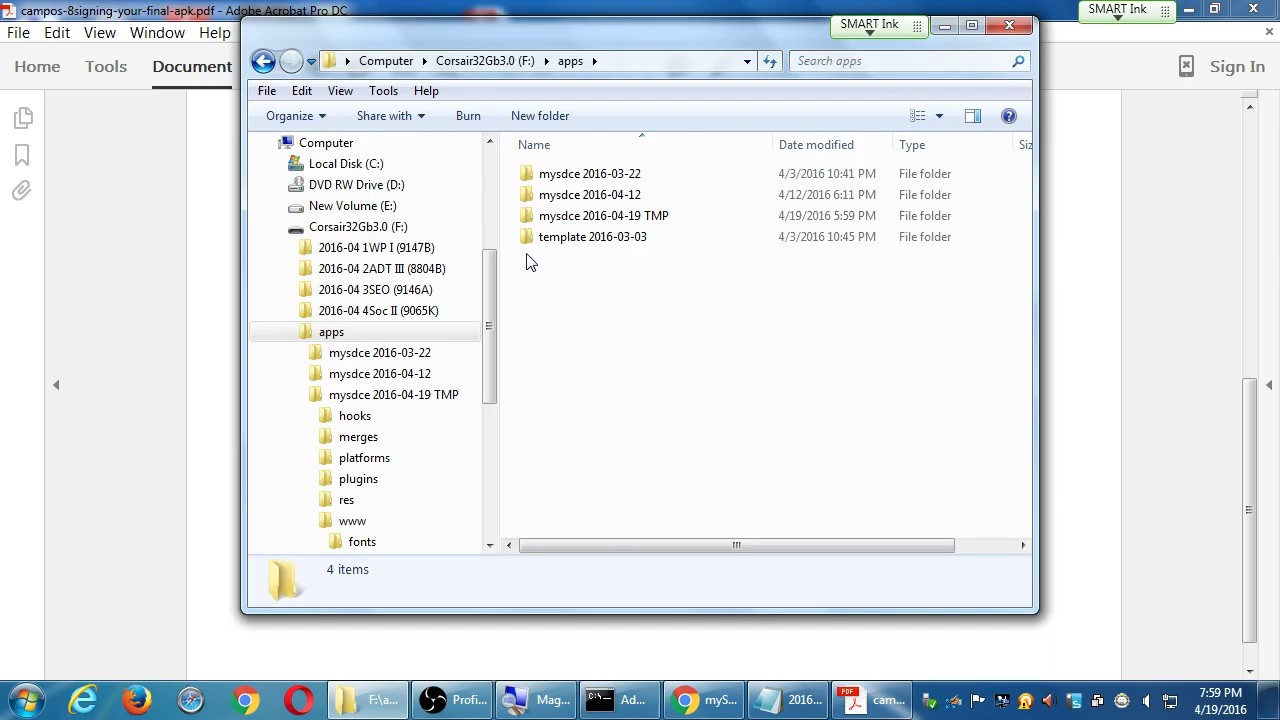 campos-8signing-your-final-apk.pdf - Adobe Acrobat Pro DC
SMART Ink
SMART Ink
File Edit View Window Help
Home Tools Document
Sign In
Computer Corsair32Gb3.0 (F:) apps
Search apps
File Edit View Tools Help
Organize Share with Burn New folder
Computer
Local Disk (C:)
DVD RW Drive (D:)
New Volume (E:)
Corsair32Gb3.0 (F:)
2016-04 1WP I (9147B)
2016-04 2ADT III (8804B)
2016-04 3SEO (9146A)
2016-04 4Soc II (9065K)
apps
mysdce 2016-03-22
mysdce 2016-04-12
mysdce 2016-04-19 TMP
hooks
merges
platforms
plugins
res
www
fonts
Name Date modified Type Siz
mysdce 2016-03-22 4/3/2016 10:41 PM File folder
mysdce 2016-04-12 4/12/2016 6:11 PM File folder
mysdce 2016-04-19 TMP 4/19/2016 5:59 PM File folder
template 2016-03-03 4/3/2016 10:45 PM File folder
4 items
F:\a... Profi... Mag... Ad... myS... 2016... PDF cam...
7:59 PM
4/19/2016